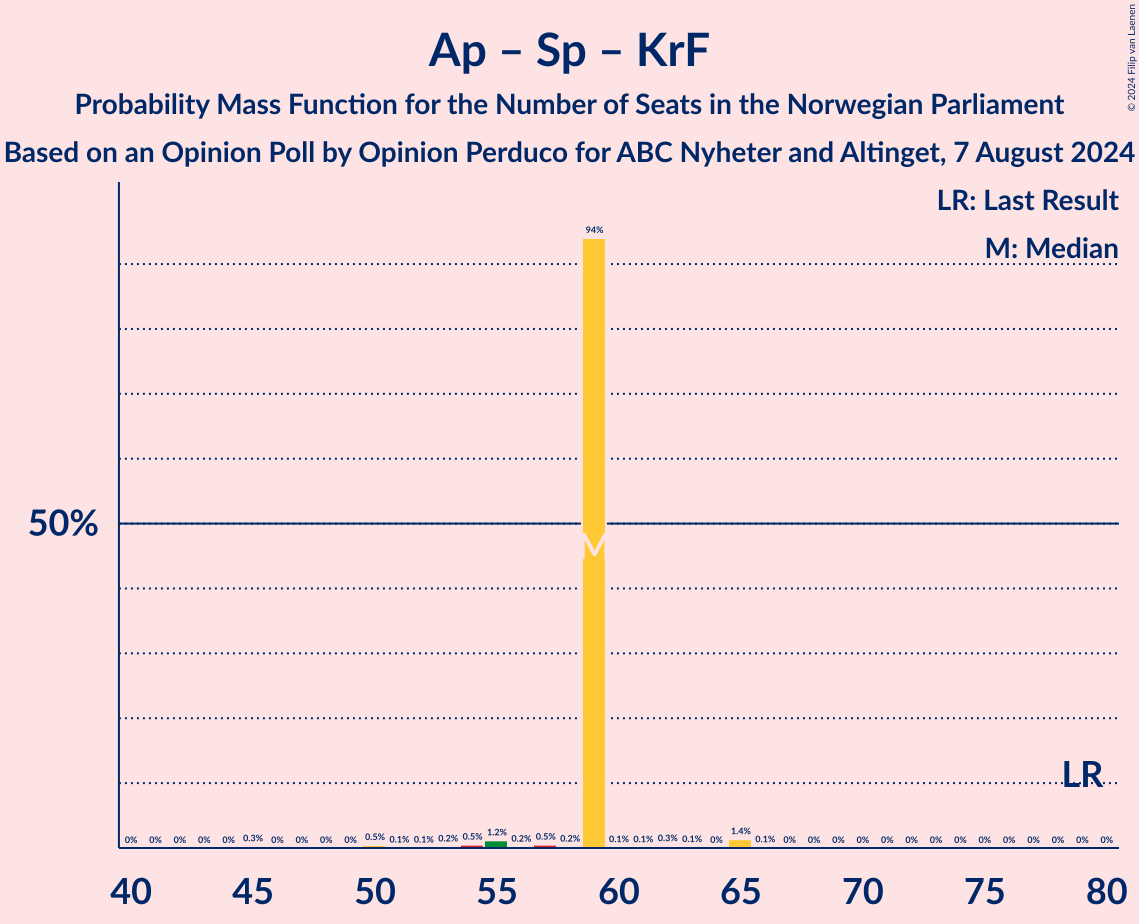 © 2024 Filip van Laenen
Ap – Sp – KrF
Probability Mass Function for the Number of Seats in the Norwegian Parliament
Based on an Opinion Poll by Opinion Perduco for ABC Nyheter and Altinget, 7 August 2024
LR: Last Result
M: Median
94%
50%
M
LR
0% 0% 0% 0% 0% 0.3% 0% 0% 0% 0% 0.5% 0.1% 0.1% 0.2% 0.5% 1.2% 0.2% 0.5% 0.2% 0.1% 0.1% 0.3% 0.1% 0% 1.4% 0.1% 0% 0% 0% 0% 0% 0% 0% 0% 0% 0% 0% 0% 0% 0%
40 45 50 55 60 65 70 75 80